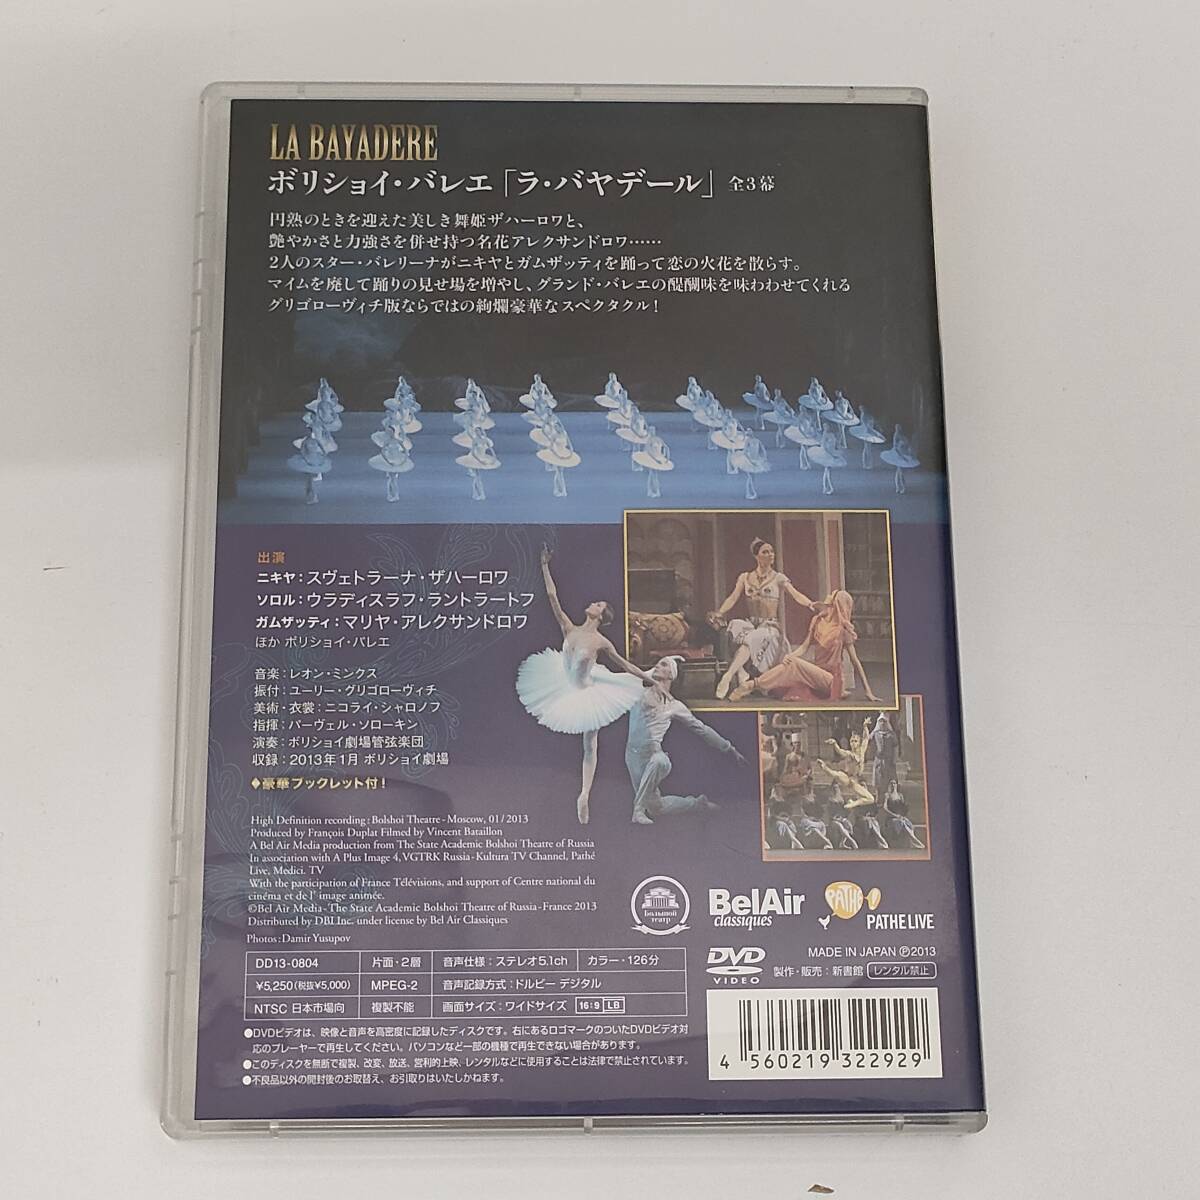 LA BAYADERE
ボリショイ・バレエ「ラ・バヤデール」 全3幕
円熟のときを迎えた美しき舞姫ザハーロワと、
艶やかさと力強さを併せ持つ名花アレクサンドロワ……
2人のスター・バレリーナがニキヤとガムザッティを踊って恋の火花を散らす。
マイムを廃して踊りの見せ場を増やし、グランド・バレエの醍醐味を味わわせてくれる
グリゴローヴィチ版ならではの絢爛豪華なスペクタクル!
出演
ニキヤ:スヴェトラーナ・ザハーロワ
ソロル:ウラディスラフ・ラントラートフ
ガムザッティ:マリヤ・アレクサンドロワ
ほか ボリショイ・バレエ
音楽:レオン・ミンクス
振付:ユーリー・グリゴローヴィチ
美術・衣裳:ニコライ・シャロノフ
指揮:パーヴェル・ソローキン
演奏:ボリショイ劇場管弦楽団
収録:2013年1月 ボリショイ劇場
◆豪華ブックレット付!
High Definition recording : Bolshoi Theatre - Moscow, 01 / 2013
Produced by François Duplat Filmed by Vincent Bataillon
A Bel Air Media production from The State Academic Bolshoi Theatre of Russia
In association with A Plus Image 4, VGTRK Russia - Kultura TV Channel, Pathé
Live, Medici. TV
With the participation of France Télévisions, and support of Centre national du
cinéma et de l' image animée.
©Bel Air Media - The State Academic Bolshoi Theatre of Russia - France 2013
Distributed by DBI Inc. under license by Bel Air Classiques
Photos : Damir Yusupov
Большой
театр
BelAir
classiques
PATHE!
PATHE LIVE
DD13-0804 片面・2層 音声仕様:ステレオ5.1ch カラー・126分
¥5,250(税抜¥5,000) MPEG-2 音声記録方式:ドルビー デジタル
NTSC 日本市場向 複製不能 画面サイズ:ワイドサイズ 16:9 LB
DVD
VIDEO
MADE IN JAPAN Ⓟ2013
製作・販売:新書館 レンタル禁止
●DVDビデオは、映像と音声を高密度に記録したディスクです。右にあるロゴマークのついたDVDビデオ対
応のプレーヤーで再生してください。パソコンなど一部の機種で再生できない場合があります。
●このディスクを無断で複製、改変、放送、営利的上映、レンタルなどに使用することは法律で禁止されています。
●不良品以外の開封後のお取替え、お引取りはいたしかねます。
4 560219 322929